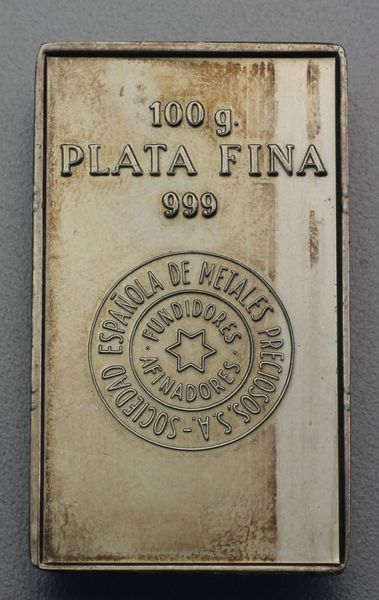 100 g.
PLATA FINA
999
SOCIEDAD ESPAÑOLA DE METALES PRECIOSOS, S.A.-
· FUNDIDORES ·
AFINADORES